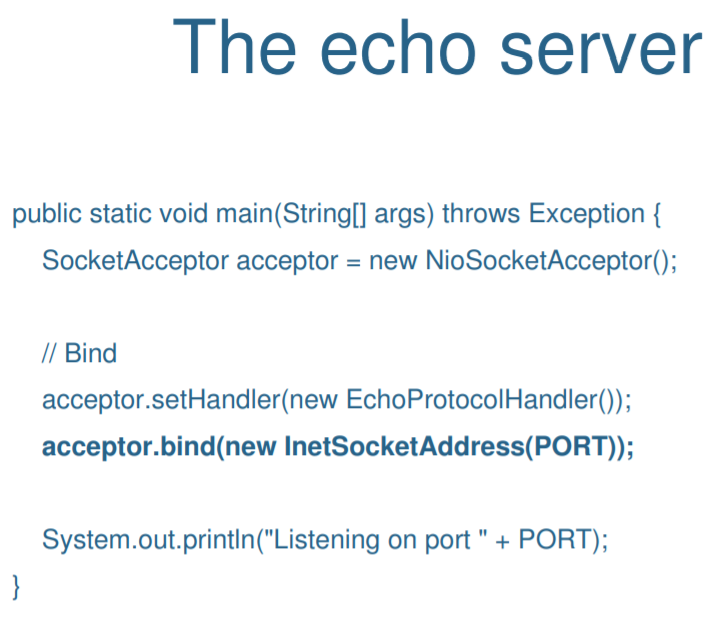 The echo server
public static void main(String[] args) throws Exception {
SocketAcceptor acceptor = new NioSocketAcceptor();
// Bind
acceptor.setHandler(new EchoProtocolHandler());
acceptor.bind(new InetSocketAddress(PORT));
System.out.println("Listening on port " + PORT);
}